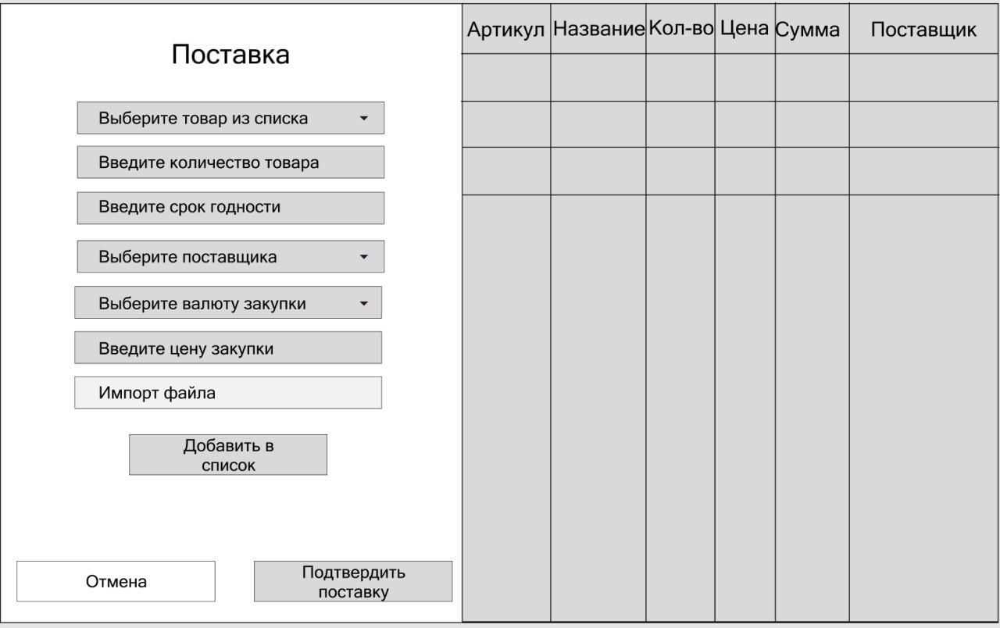 Поставка
Выберите товар из списка
Введите количество товара
Введите срок годности
Выберите поставщика
Выберите валюту закупки
Введите цену закупки
Импорт файла
Добавить в
список
Отмена
Подтвердить
поставку
Артикул Название Кол-во Цена Сумма Поставщик